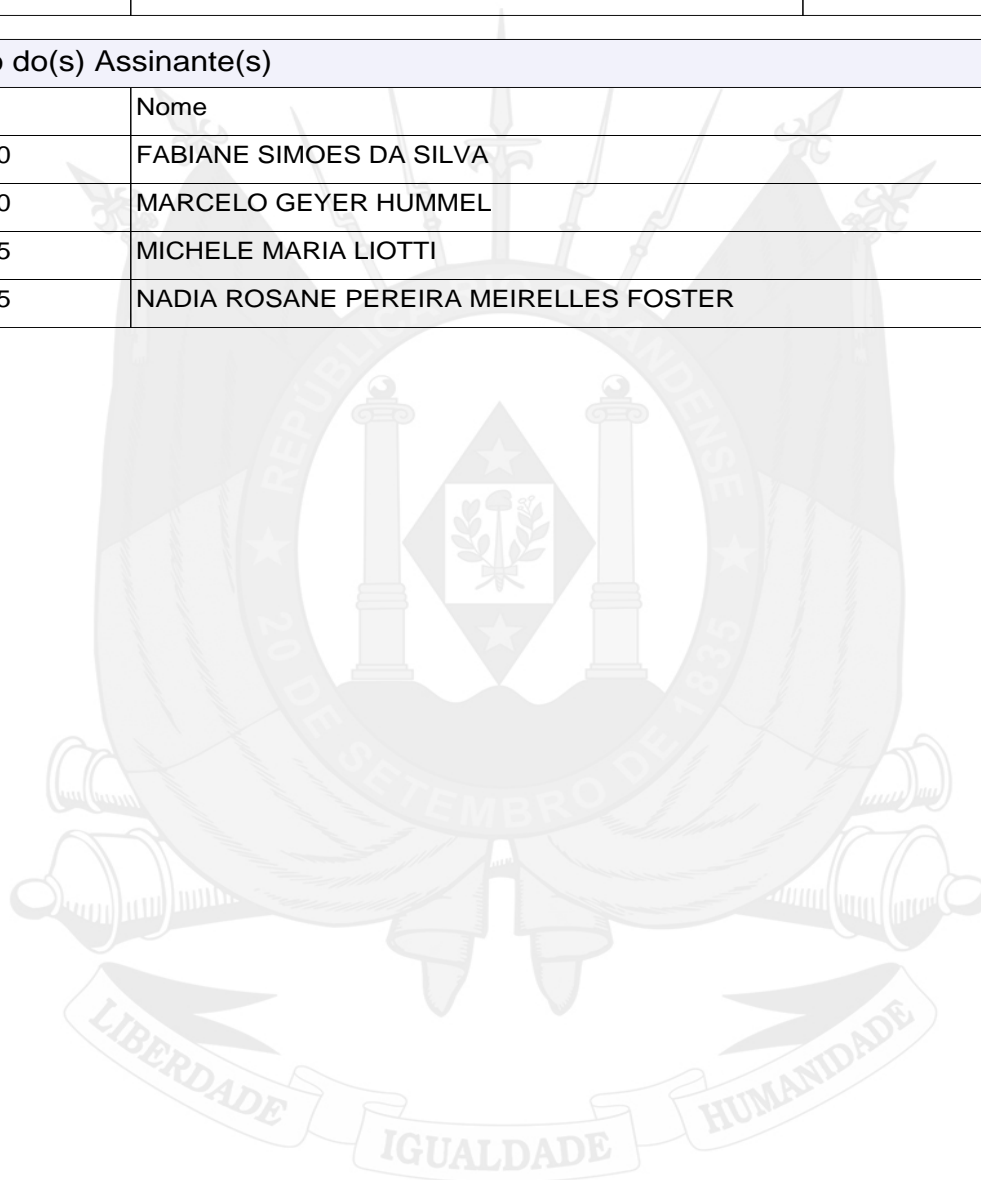 o do(s) Assinante(s)
Nome
0 FABIANE SIMOES DA SILVA
0 MARCELO GEYER HUMMEL
5 MICHELE MARIA LIOTTI
5 NADIA ROSANE PEREIRA MEIRELLES FOSTER
REPÚBLICA RIO GRANDENSE
20 DE SETEMBRO DE 1835
LIBERDADE
IGUALDADE
HUMANIDADE